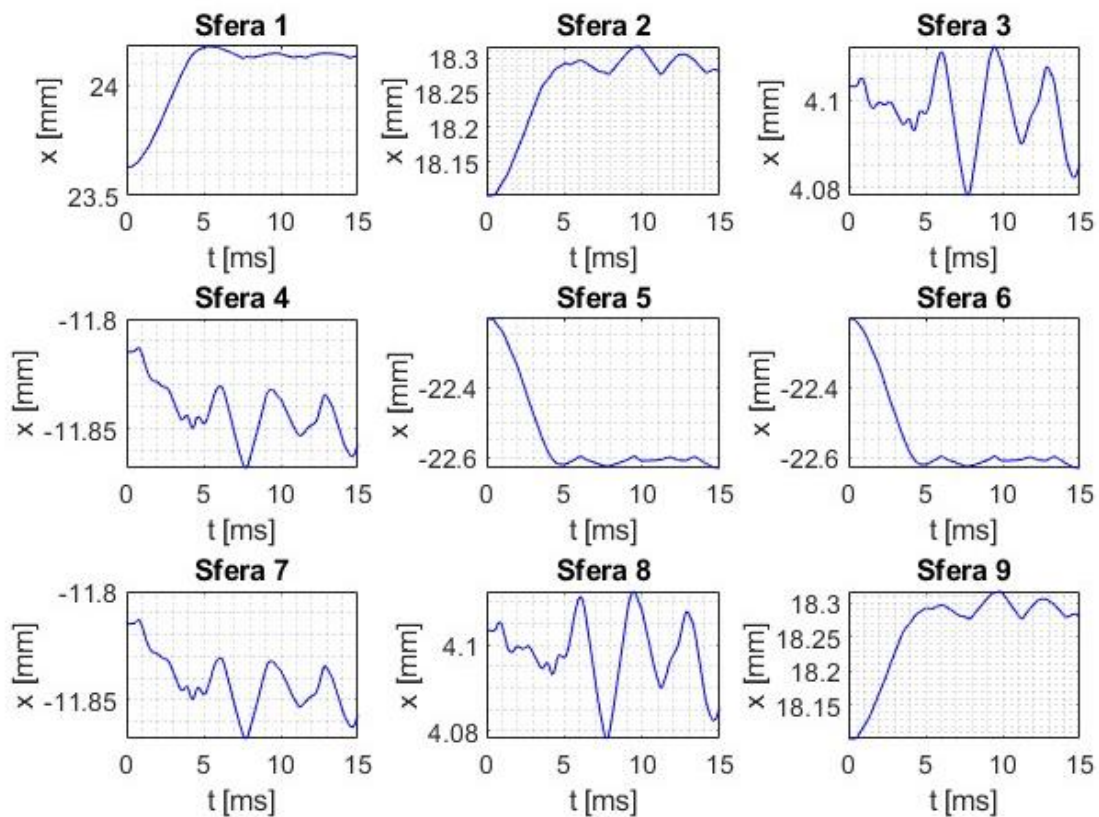 Sfera 1
24
23.5
x [mm]
0 5 10 15
t [ms]
Sfera 2
18.3
18.25
18.2
18.15
x [mm]
0 5 10 15
t [ms]
Sfera 3
4.1
4.08
x [mm]
0 5 10 15
t [ms]
Sfera 4
-11.8
-11.85
x [mm]
0 5 10 15
t [ms]
Sfera 5
-22.4
-22.6
x [mm]
0 5 10 15
t [ms]
Sfera 6
-22.4
-22.6
x [mm]
0 5 10 15
t [ms]
Sfera 7
-11.8
-11.85
x [mm]
0 5 10 15
t [ms]
Sfera 8
4.1
4.08
x [mm]
0 5 10 15
t [ms]
Sfera 9
18.3
18.25
18.2
18.15
x [mm]
0 5 10 15
t [ms]